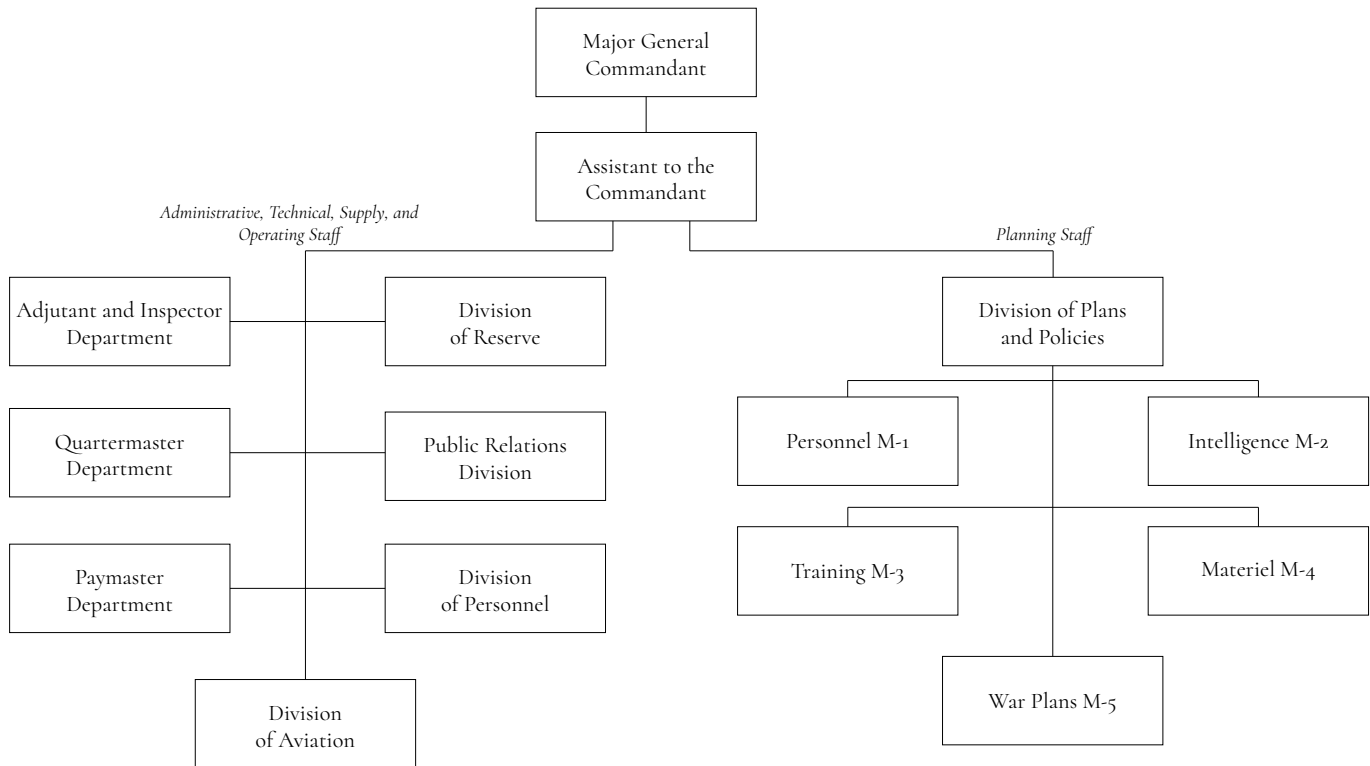 Major General
Commandant
Assistant to the
Commandant
Administrative, Technical, Supply, and
Operating Staff
Planning Staff
Adjutant and Inspector
Department
Division
of Reserve
Quartermaster
Department
Public Relations
Division
Paymaster
Department
Division
of Personnel
Division
of Aviation
Division of Plans
and Policies
Personnel M-1
Intelligence M-2
Training M-3
Materiel M-4
War Plans M-5